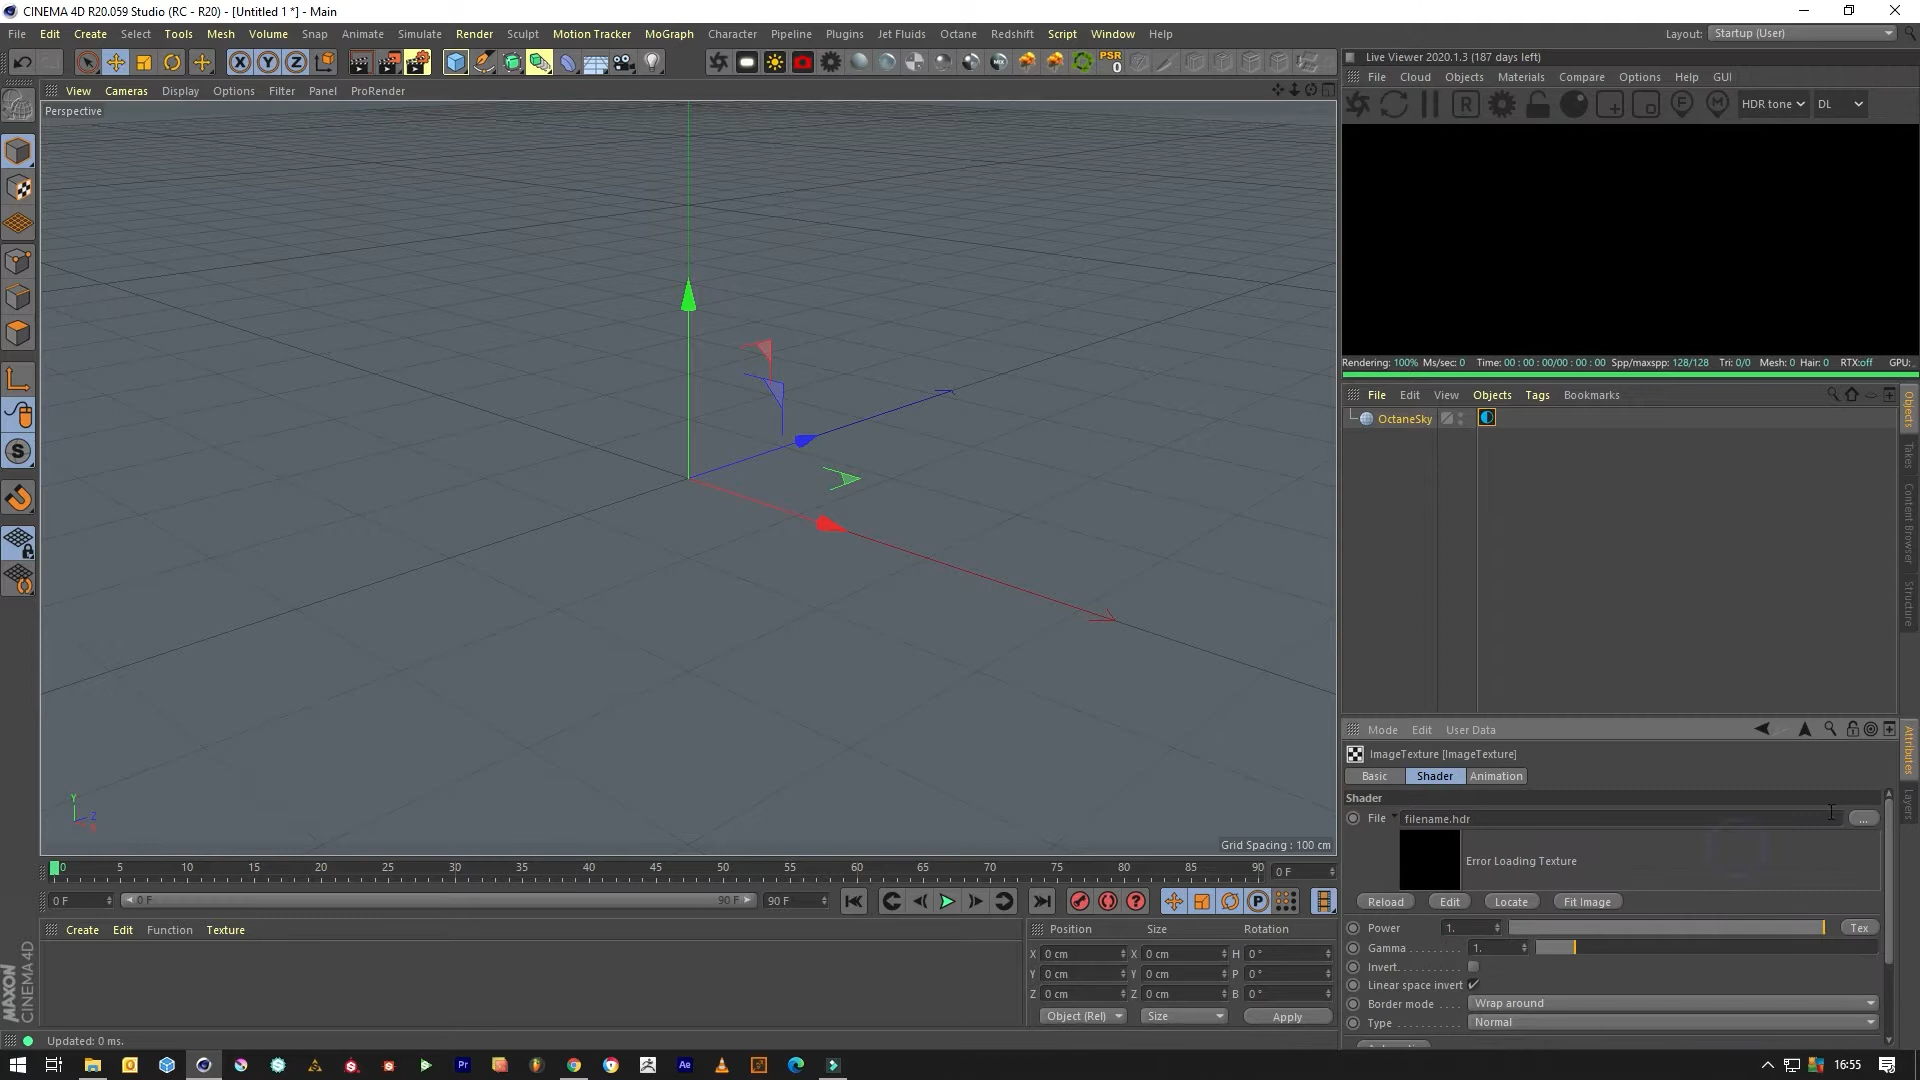 CINEMA 4D R20.059 Studio (RC - R20) - [Untitled 1 *] - Main
File Edit Create Select Tools Mesh Volume Snap Animate Simulate Render Sculpt Motion Tracker MoGraph Character Pipeline Plugins Jet Fluids Octane Redshift Script Window Help
Layout: Startup (User)
X Y Z PSR 0
Live Viewer 2020.1.3 (187 days left)
File Cloud Objects Materials Compare Options Help GUI
R F M HDR tone DL
View Cameras Display Options Filter Panel ProRender
Perspective
Rendering: 100% Ms/sec: 0 Time: 00 : 00 : 00/00 : 00 : 00 Spp/maxspp: 128/128 Tri: 0/0 Mesh: 0 Hair: 0 RTX:off GPU:
File Edit View Objects Tags Bookmarks
OctaneSky
Objects
Takes
Content Browser
Structure
Mode Edit User Data
ImageTexture [ImageTexture]
Basic Shader Animation
Shader
File filename.hdr ...
Error Loading Texture
Reload Edit Locate Fit Image
Power 1. Tex
Gamma 1.
Invert
Linear space invert
Border mode Wrap around
Type Normal
Attributes
Layers
Y Z
Grid Spacing : 100 cm
0 5 10 15 20 25 30 35 40 45 50 55 60 65 70 75 80 85 90 0 F
0 F 0 F 90 F 90 F
Create Edit Function Texture
Position Size Rotation
X 0 cm X 0 cm H 0 °
Y 0 cm Y 0 cm P 0 °
Z 0 cm Z 0 cm B 0 °
Object (Rel) Size Apply
MAXON CINEMA 4D
Updated: 0 ms.
16:55